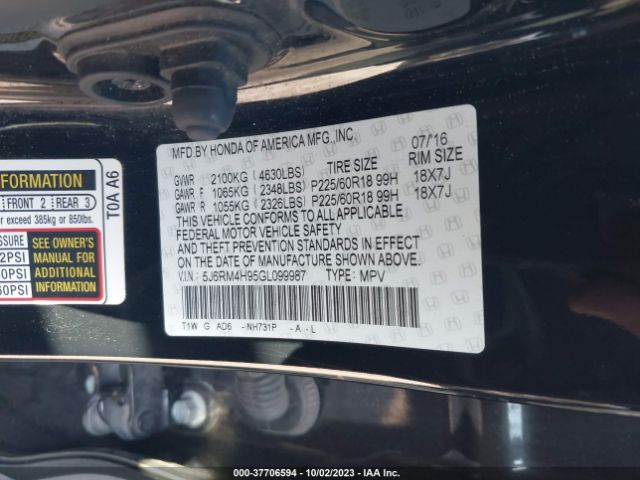 MFD.BY HONDA OF AMERICA MFG.,INC. 07/'16
GVWR 2100KG (4630LBS) TIRE SIZE RIM SIZE
GAWR F 1065KG (2348LBS) P225/60R18 99H 18X7J
GAWR R 1055KG (2326LBS) P225/60R18 99H 18X7J
THIS VEHICLE CONFORMS TO ALL APPLICABLE
FEDERAL MOTOR VEHICLE SAFETY
AND THEFT PREVENTION STANDARDS IN EFFECT
ON THE DATE OF MANUFACTURE SHOWN ABOVE.
V.I.N.: 5J6RM4H95GL099987 TYPE: MPV
T1W G AD6 -NH731P -A -L
FORMATION
FRONT 2 REAR 3
exceed 385kg or 850lbs.
SSURE
2PSI
0PSI
60PSI
SEE OWNER'S
MANUAL FOR
ADDITIONAL
INFORMATION
T0A A6
000-37706594 - 10/02/2023 - IAA Inc.